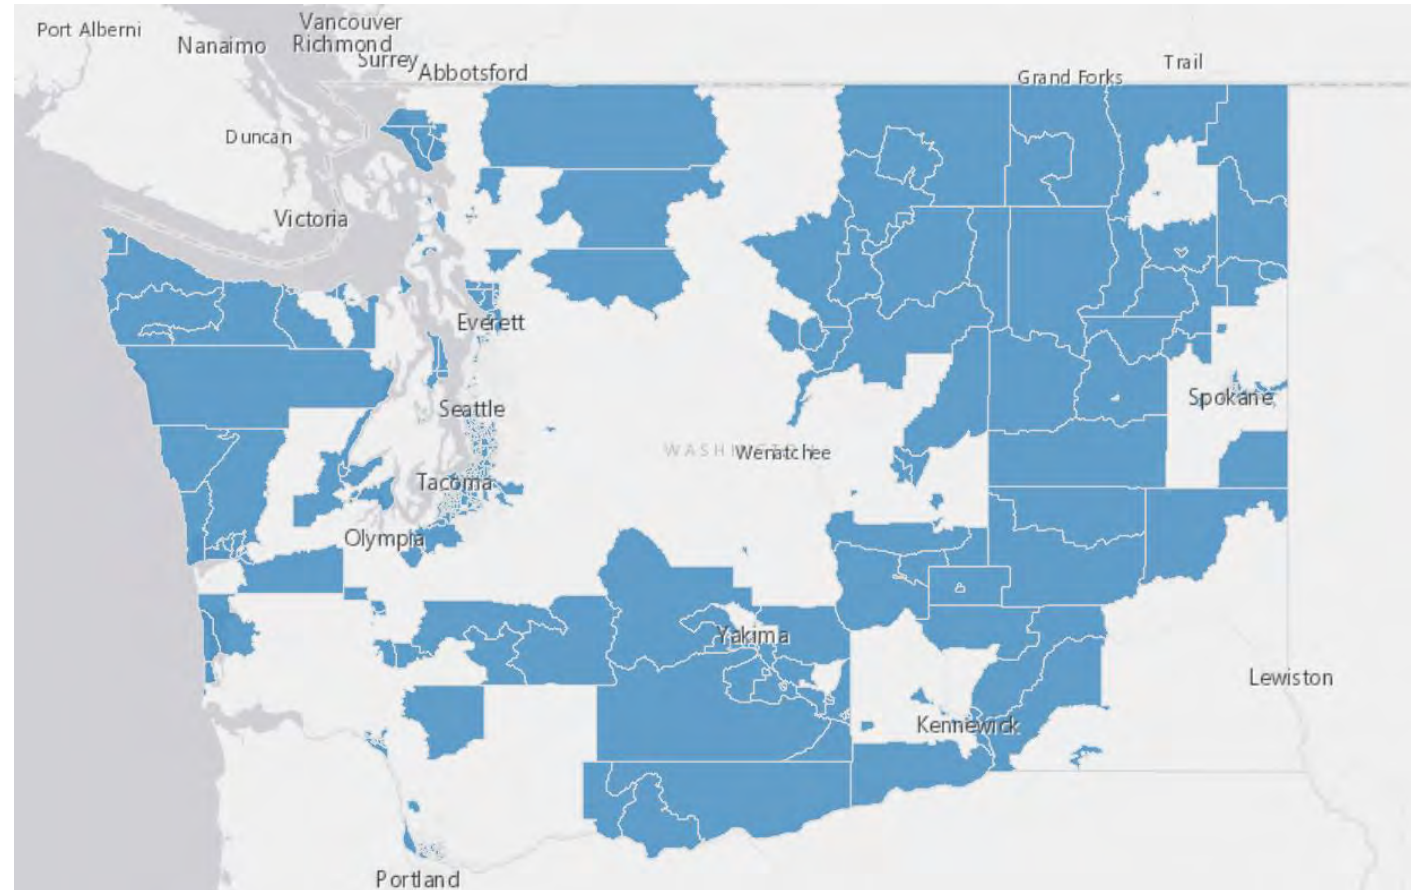 Port Alberni
Vancouver
Nanaimo
Richmond
Surrey
Abbotsford
Trail
Grand Forks
Duncan
Victoria
Everett
Spokane
Seattle
WASHINGTON
Wenatchee
Tacoma
Olympia
Yakima
Lewiston
Kennewick
Portland